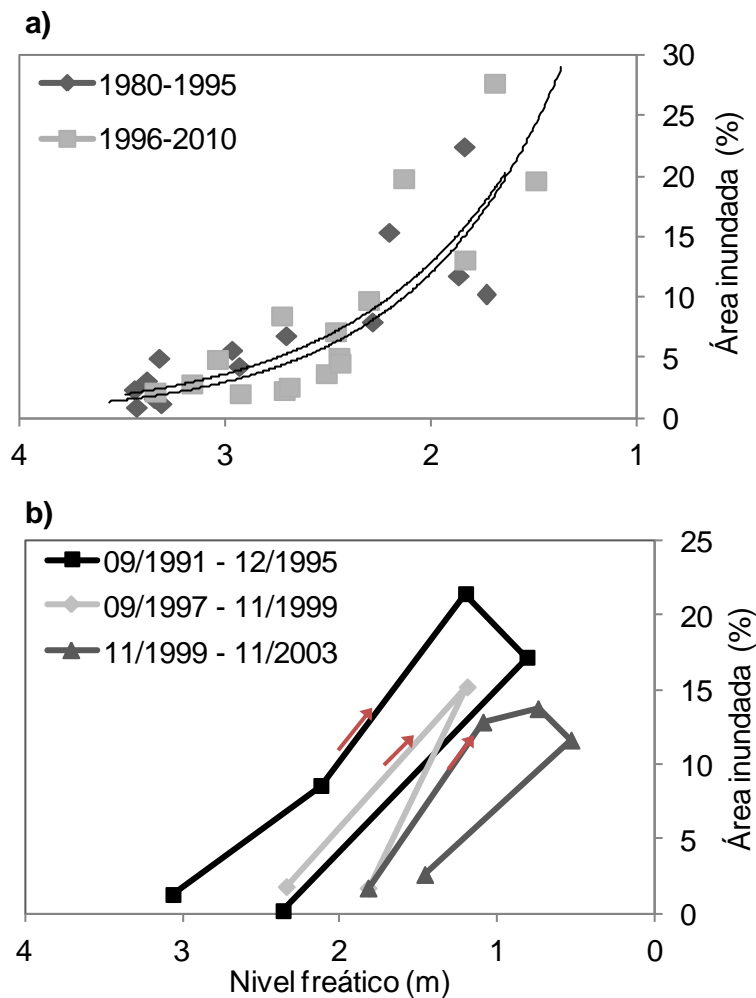 a)
1980-1995
1996-2010
30
25
20
15
10
5
0
4 3 2 1
Área inundada (%)
b)
09/1991 - 12/1995
09/1997 - 11/1999
11/1999 - 11/2003
25
20
15
10
5
0
4 3 2 1 0
Área inundada (%)
Nivel freático (m)